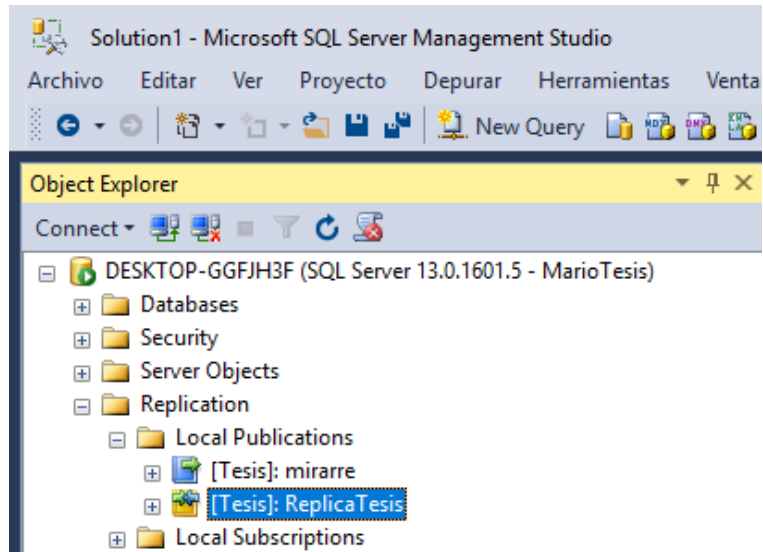 Solution1 - Microsoft SQL Server Management Studio
Archivo Editar Ver Proyecto Depurar Herramientas Venta
New Query
Object Explorer
Connect
DESKTOP-GGFJH3F (SQL Server 13.0.1601.5 - MarioTesis)
Databases
Security
Server Objects
Replication
Local Publications
[Tesis]: mirarre
[Tesis]: ReplicaTesis
Local Subscriptions